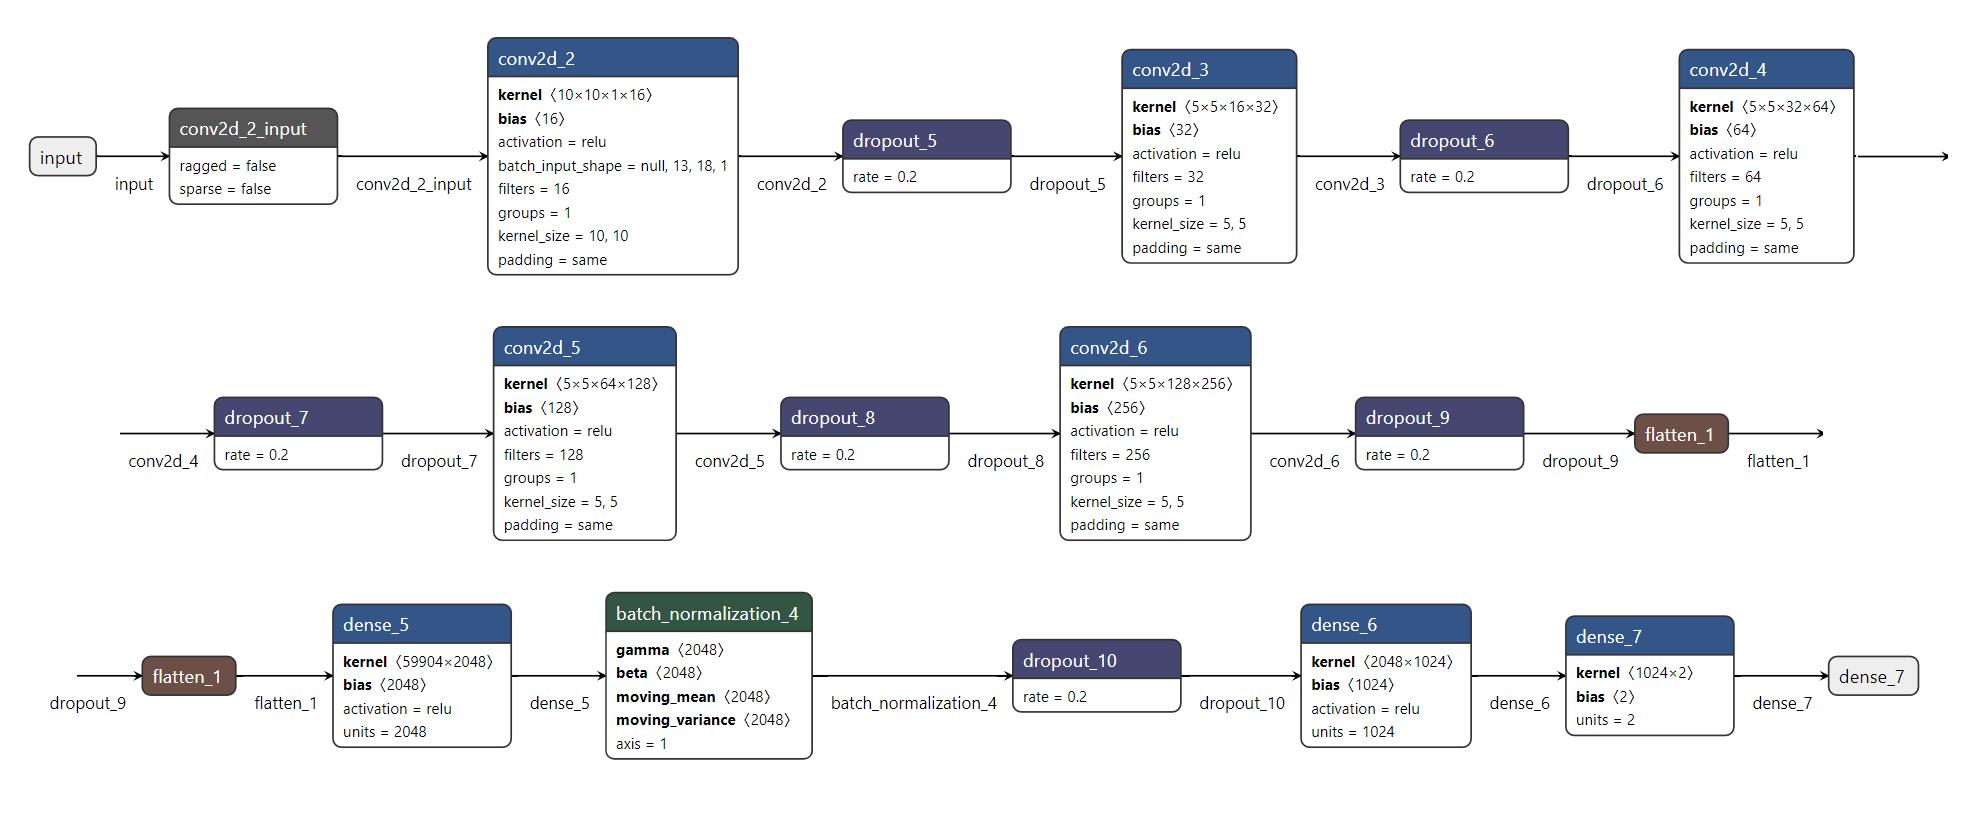 input
input
conv2d_2_input
ragged = false
sparse = false
conv2d_2_input
conv2d_2
kernel 〈10×10×1×16〉
bias 〈16〉
activation = relu
batch_input_shape = null, 13, 18, 1
filters = 16
groups = 1
kernel_size = 10, 10
padding = same
conv2d_2
dropout_5
rate = 0.2
dropout_5
conv2d_3
kernel 〈5×5×16×32〉
bias 〈32〉
activation = relu
filters = 32
groups = 1
kernel_size = 5, 5
padding = same
conv2d_3
dropout_6
rate = 0.2
dropout_6
conv2d_4
kernel 〈5×5×32×64〉
bias 〈64〉
activation = relu
filters = 64
groups = 1
kernel_size = 5, 5
padding = same
conv2d_4
dropout_7
rate = 0.2
dropout_7
conv2d_5
kernel 〈5×5×64×128〉
bias 〈128〉
activation = relu
filters = 128
groups = 1
kernel_size = 5, 5
padding = same
conv2d_5
dropout_8
rate = 0.2
dropout_8
conv2d_6
kernel 〈5×5×128×256〉
bias 〈256〉
activation = relu
filters = 256
groups = 1
kernel_size = 5, 5
padding = same
conv2d_6
dropout_9
rate = 0.2
dropout_9
flatten_1
flatten_1
dropout_9
flatten_1
flatten_1
dense_5
kernel 〈59904×2048〉
bias 〈2048〉
activation = relu
units = 2048
dense_5
batch_normalization_4
gamma 〈2048〉
beta 〈2048〉
moving_mean 〈2048〉
moving_variance 〈2048〉
axis = 1
batch_normalization_4
dropout_10
rate = 0.2
dropout_10
dense_6
kernel 〈2048×1024〉
bias 〈1024〉
activation = relu
units = 1024
dense_6
dense_7
kernel 〈1024×2〉
bias 〈2〉
units = 2
dense_7
dense_7